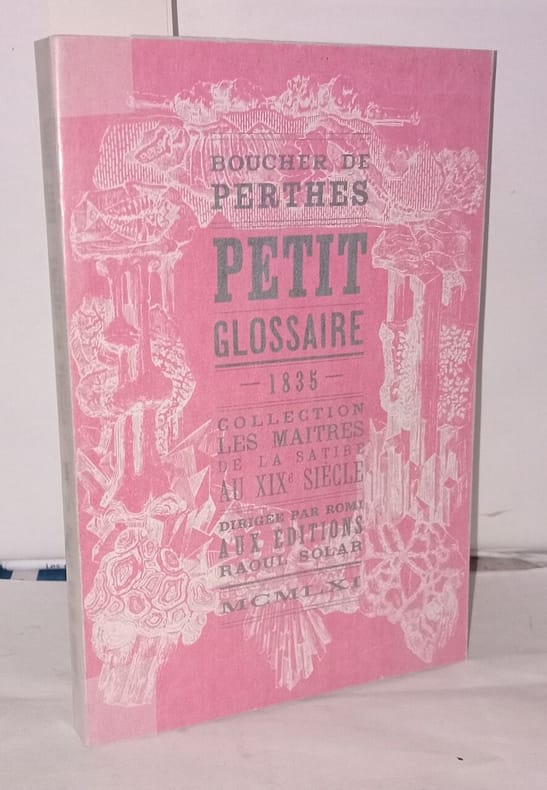 BOUCHER DE
PERTHES
PETIT
GLOSSAIRE
— 1835 —
COLLECTION
LES MAITRES
DE LA SATIRE
AU XIXᵉ SIÈCLE
DIRIGÉE PAR ROMI
AUX ÉDITIONS
RAOUL SOLAR
MCMLXI